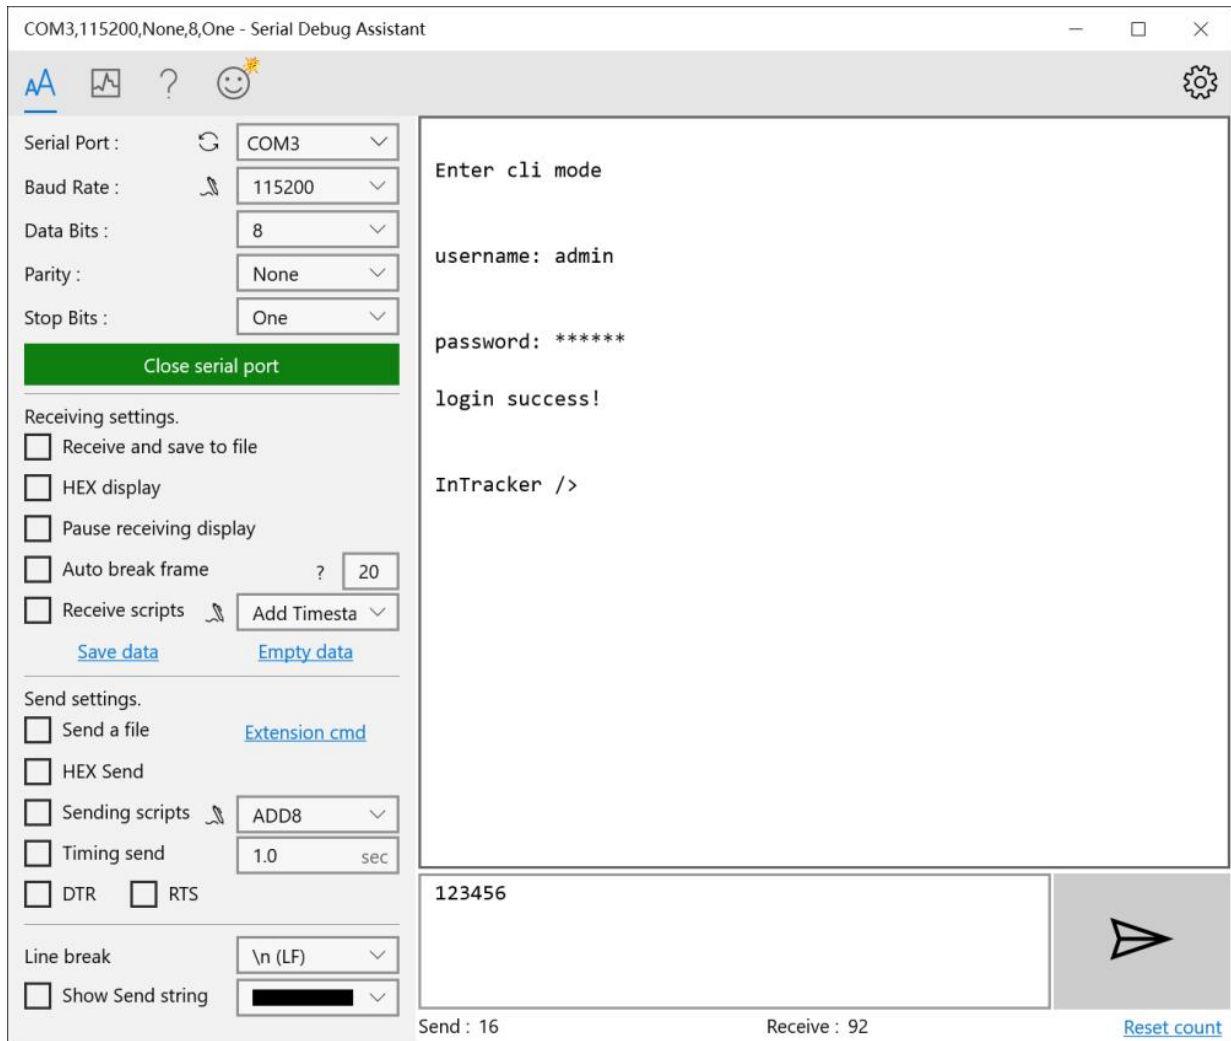 COM3,115200,None,8,One - Serial Debug Assistant
AA
?
Serial Port :
COM3
Baud Rate :
115200
Data Bits :
8
Parity :
None
Stop Bits :
One
Close serial port
Receiving settings.
Receive and save to file
HEX display
Pause receiving display
Auto break frame ? 20
Receive scripts Add Timesta
Save data Empty data
Send settings.
Send a file Extension cmd
HEX Send
Sending scripts ADD8
Timing send 1.0 sec
DTR RTS
Line break \n (LF)
Show Send string
Enter cli mode
username: admin
password: ******
login success!
InTracker />
123456
Send : 16 Receive : 92 Reset count